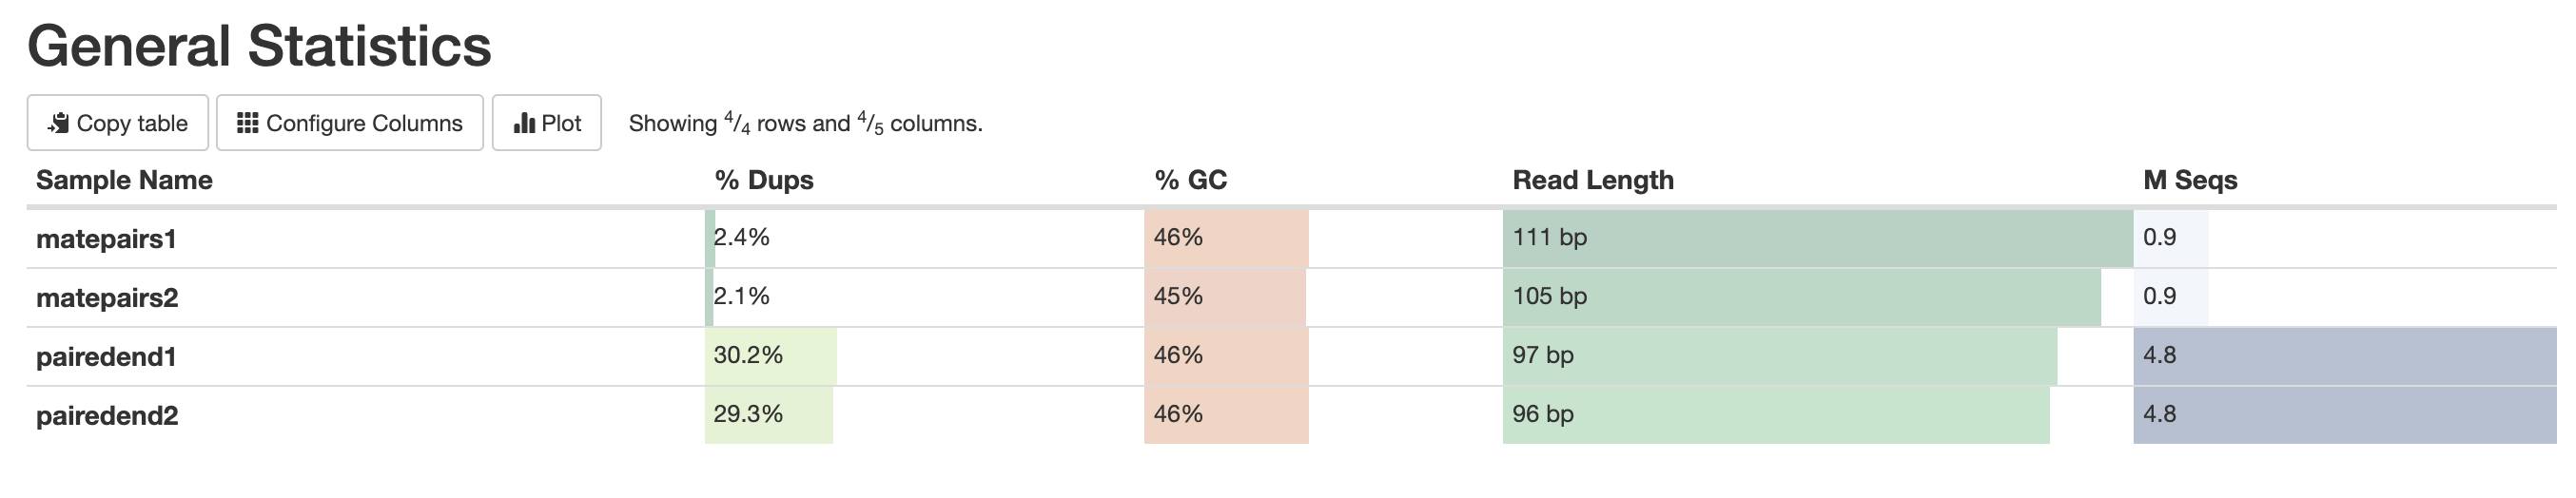 General Statistics
Copy table Configure Columns Plot Showing 4/4 rows and 4/5 columns.
Sample Name % Dups % GC Read Length M Seqs
matepairs1 2.4% 46% 111 bp 0.9
matepairs2 2.1% 45% 105 bp 0.9
pairedend1 30.2% 46% 97 bp 4.8
pairedend2 29.3% 46% 96 bp 4.8